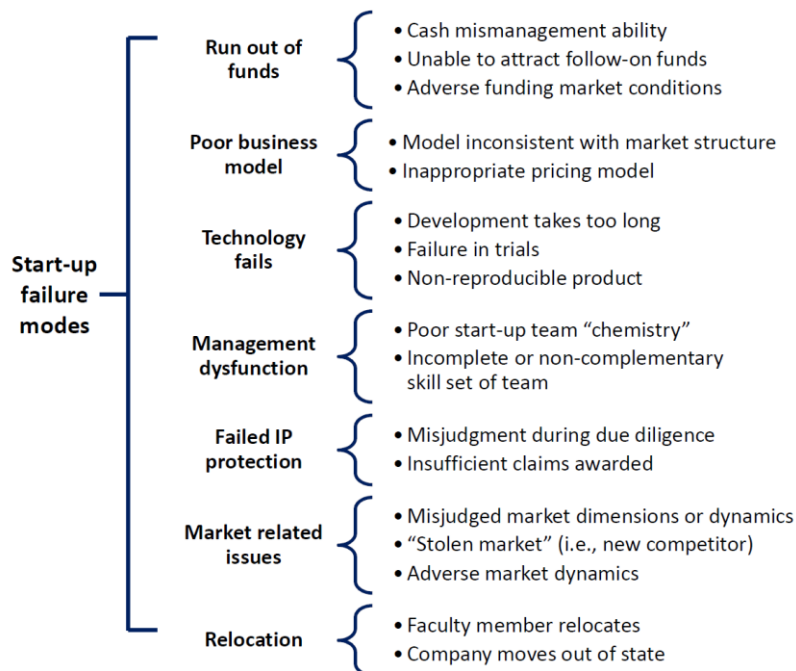 Start-up
failure
modes
Run out of
funds
• Cash mismanagement ability
• Unable to attract follow-on funds
• Adverse funding market conditions
Poor business
model
• Model inconsistent with market structure
• Inappropriate pricing model
Technology
fails
• Development takes too long
• Failure in trials
• Non-reproducible product
Management
dysfunction
• Poor start-up team “chemistry”
• Incomplete or non-complementary
skill set of team
Failed IP
protection
• Misjudgment during due diligence
• Insufficient claims awarded
Market related
issues
• Misjudged market dimensions or dynamics
• “Stolen market” (i.e., new competitor)
• Adverse market dynamics
Relocation
• Faculty member relocates
• Company moves out of state